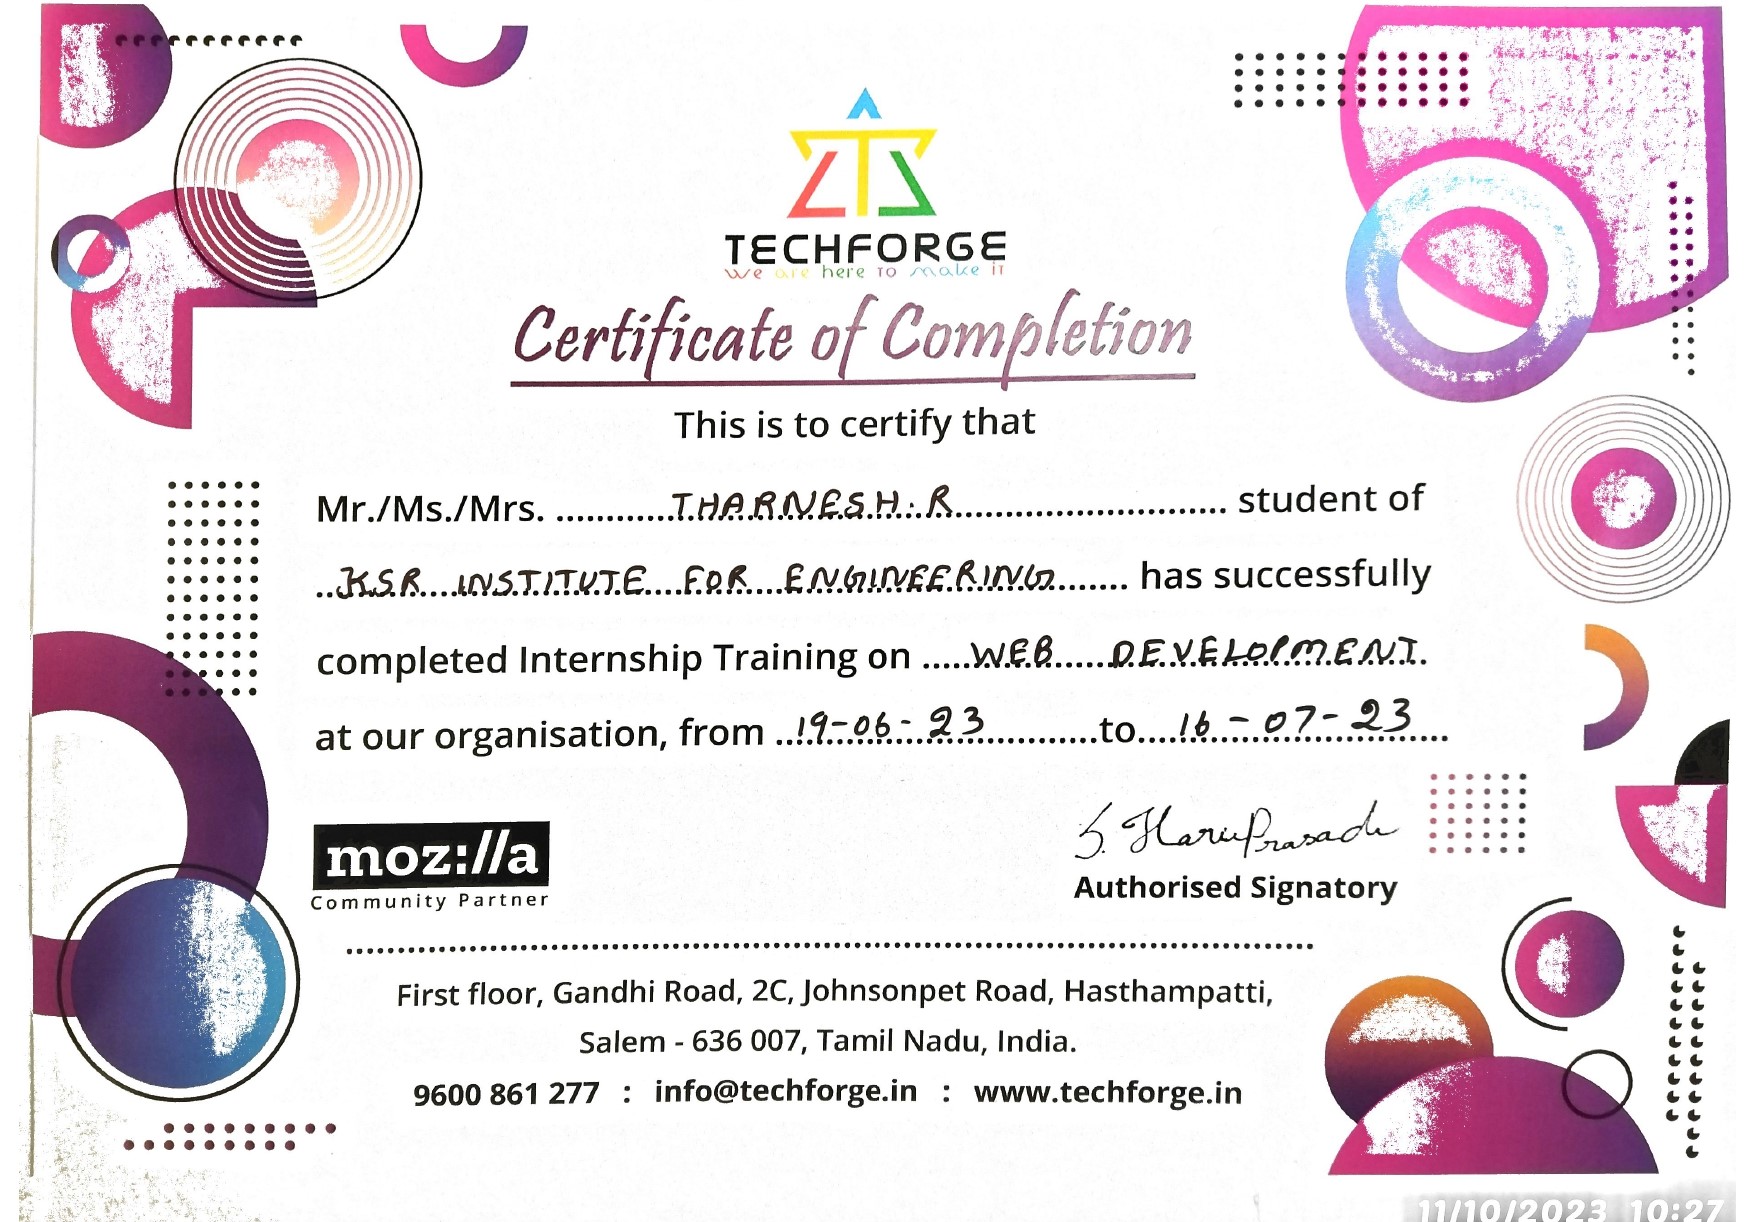 TECHFORGE
We are here to make it
Certificate of Completion
This is to certify that
Mr./Ms./Mrs. ............THARNESH.R............................ student of
..KSR....INSTITUTE....FOR....ENGINEERING....... has successfully
completed Internship Training on .....WEB......DEVELOPMENT.
at our organisation, from ..19-06-23............to....16-07-23....
moz://a
Community Partner
S. HariPrasadh
Authorised Signatory
First floor, Gandhi Road, 2C, Johnsonpet Road, Hasthampatti,
Salem - 636 007, Tamil Nadu, India.
9600 861 277 : info@techforge.in : www.techforge.in
11/10/2023 10:27